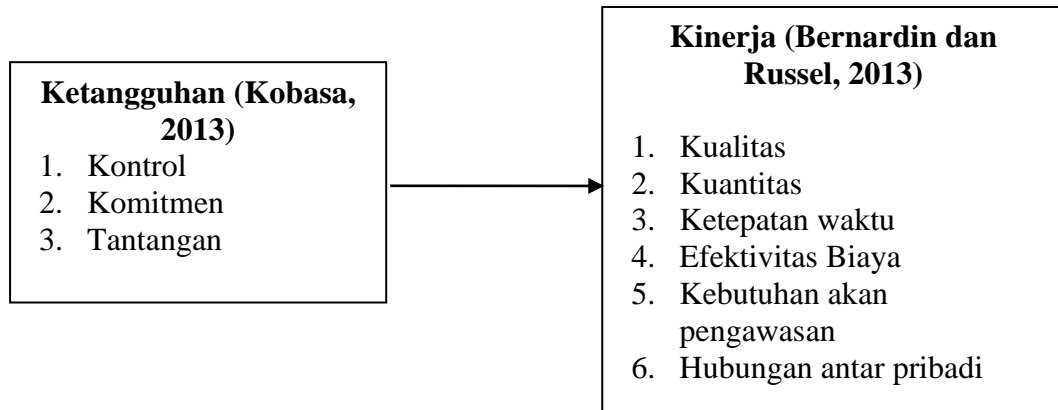 Ketangguhan (Kobasa,
2013)
1. Kontrol
2. Komitmen
3. Tantangan
Kinerja (Bernardin dan
Russel, 2013)
1. Kualitas
2. Kuantitas
3. Ketepatan waktu
4. Efektivitas Biaya
5. Kebutuhan akan
pengawasan
6. Hubungan antar pribadi